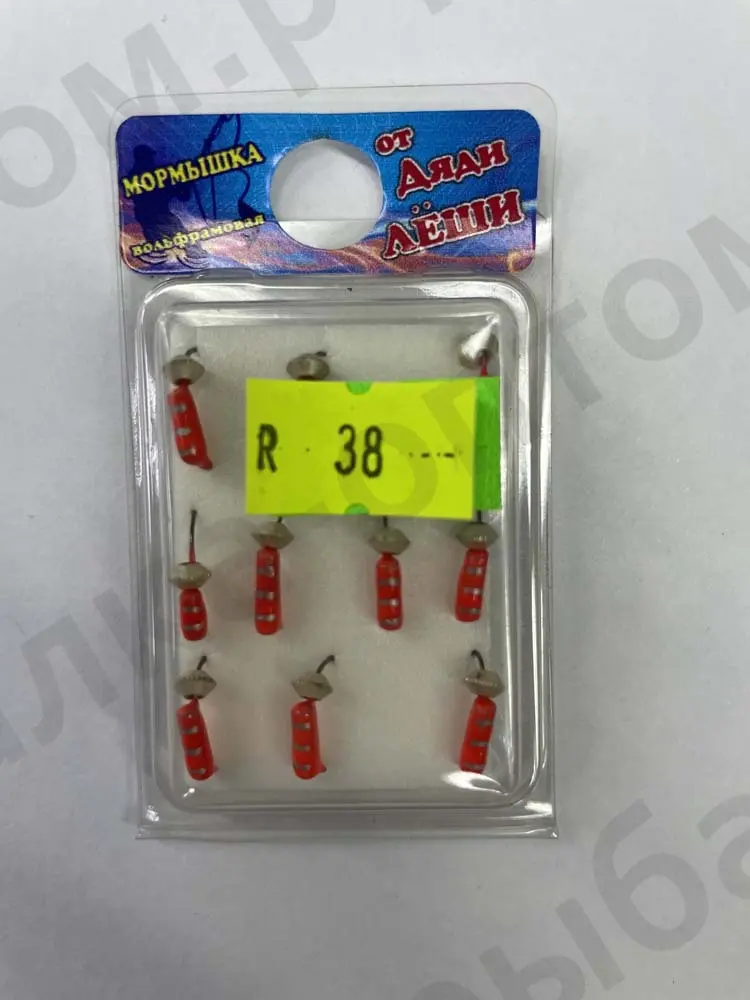 МОРМЫШКА
вольфрамовая
от
ДЯДИ
ЛЁШИ
R 38 ---